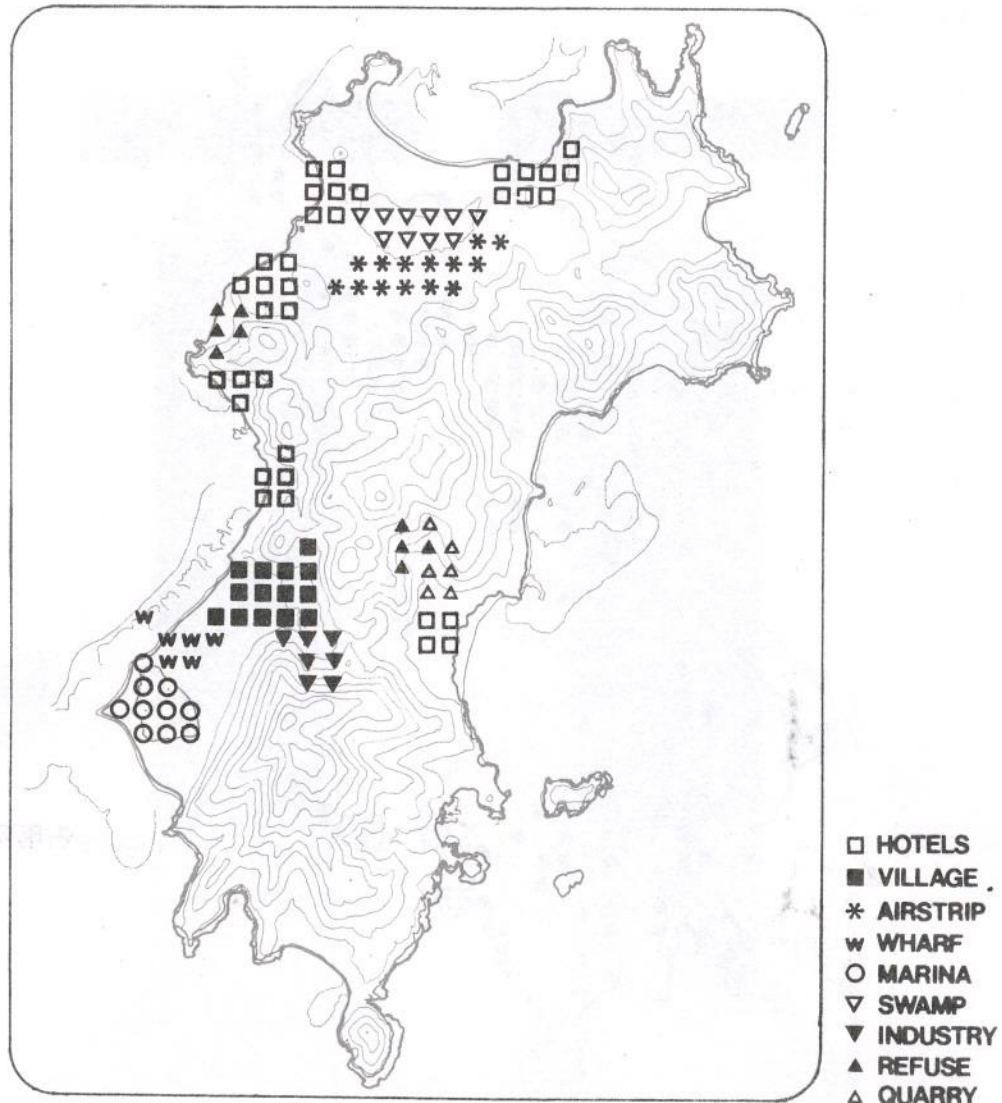 □ HOTELS
■ VILLAGE
* AIRSTRIP
w WHARF
○ MARINA
▽ SWAMP
▼ INDUSTRY
▲ REFUSE
△ QUARRY